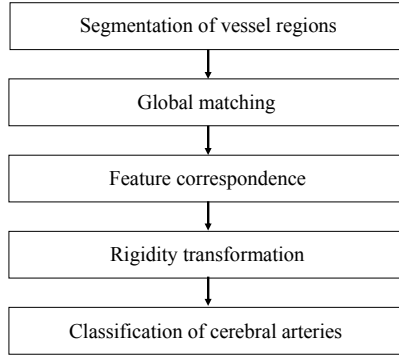 Segmentation of vessel regions
Global matching
Feature correspondence
Rigidity transformation
Classification of cerebral arteries